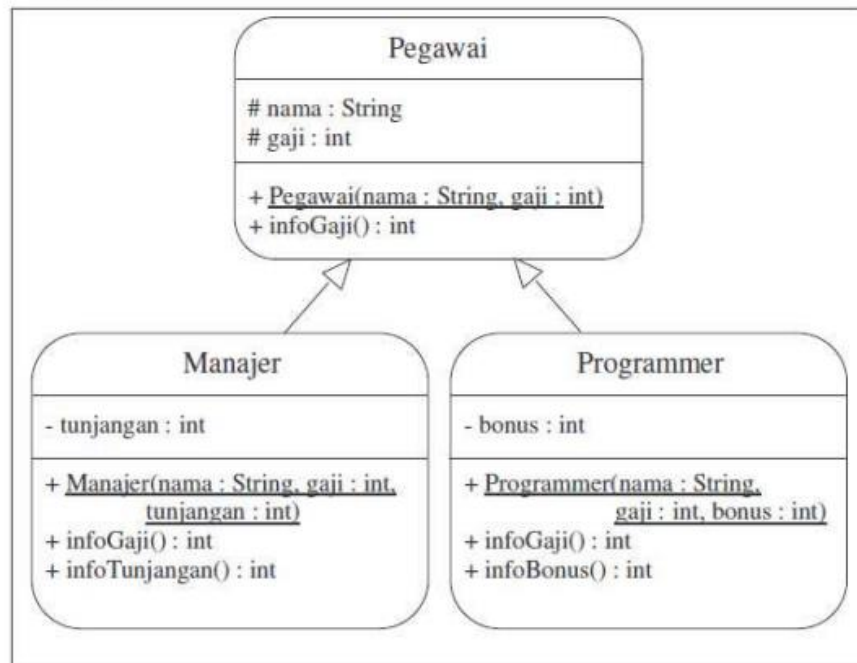 Pegawai
# nama : String
# gaji : int
+ Pegawai(nama : String, gaji : int)
+ infoGaji() : int
Manajer
- tunjangan : int
+ Manajer(nama : String, gaji : int,
tunjangan : int)
+ infoGaji() : int
+ infoTunjangan() : int
Programmer
- bonus : int
+ Programmer(nama : String,
gaji : int, bonus : int)
+ infoGaji() : int
+ infoBonus() : int